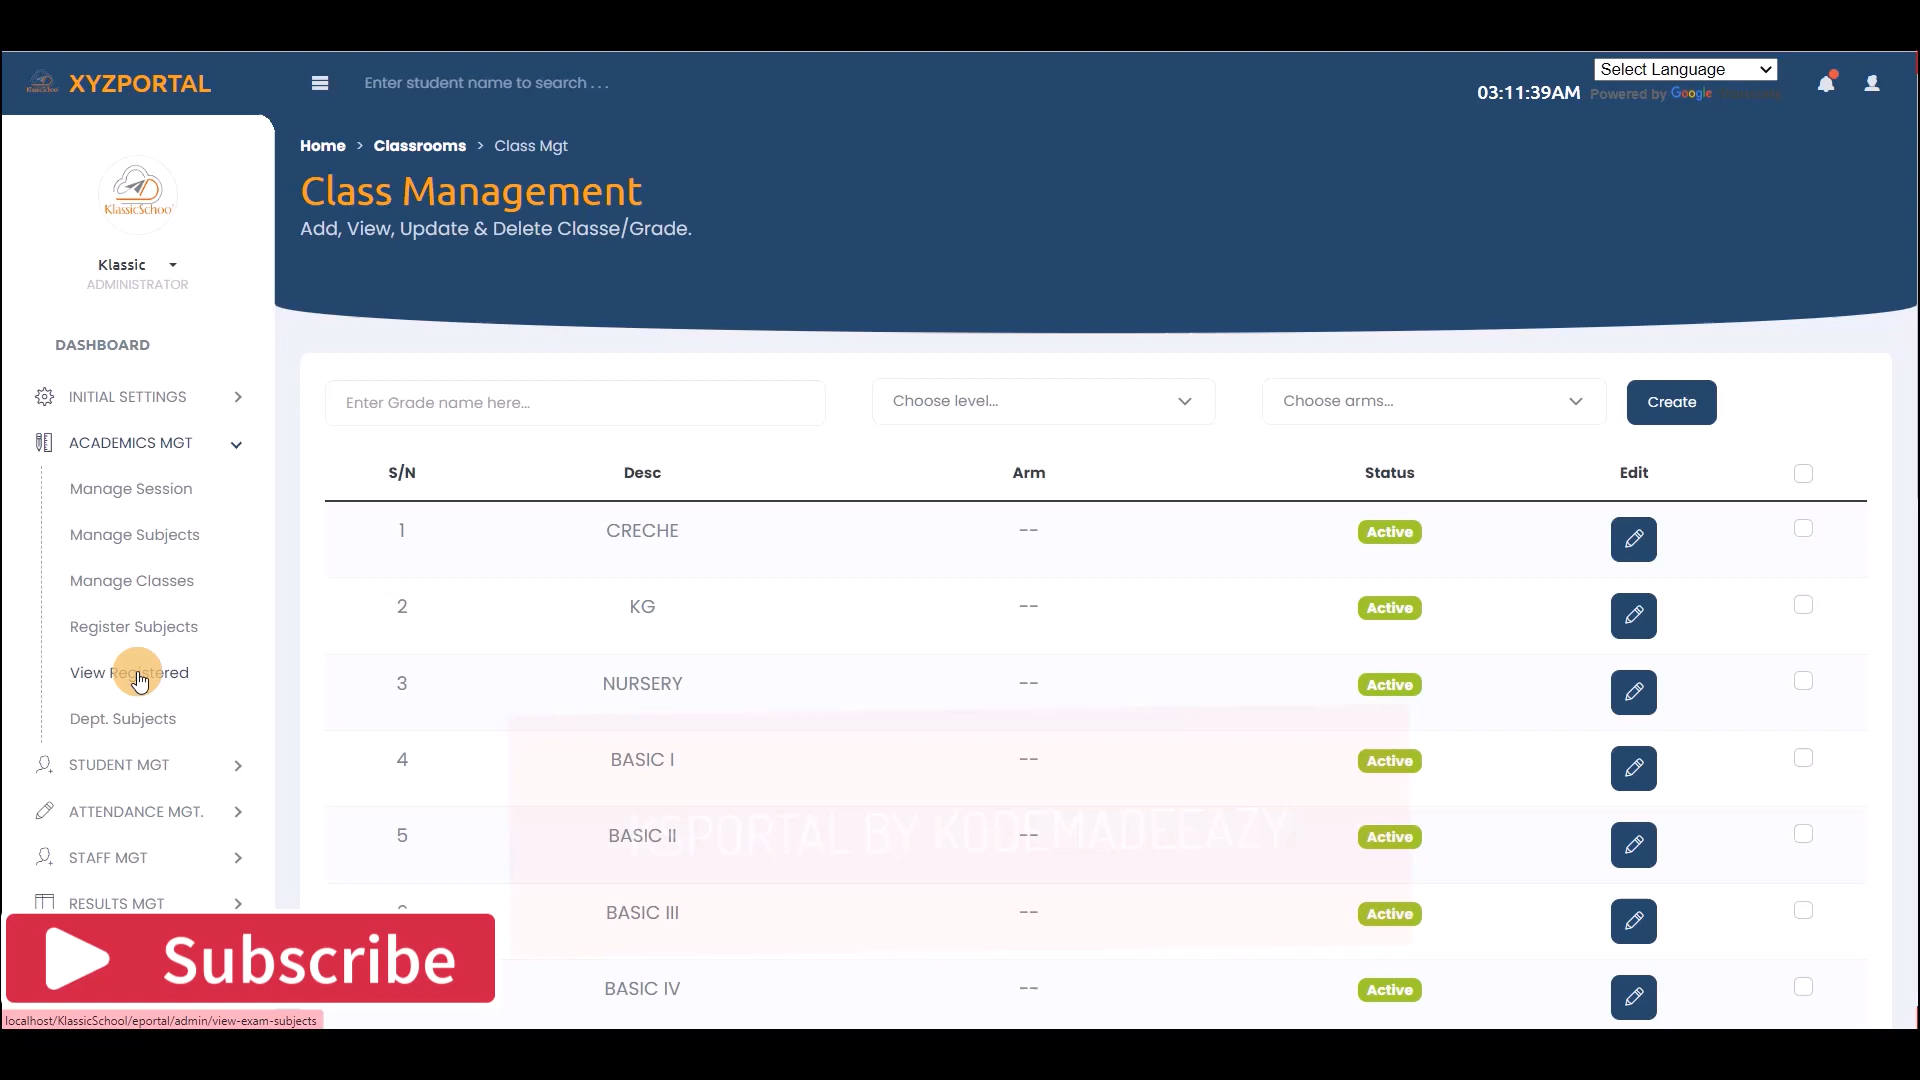 XYZPORTAL
Enter student name to search . . .
03:11:39AM
Select Language
Powered by Google
Home > Classrooms > Class Mgt
Class Management
Add, View, Update & Delete Classe/Grade.
KlassicSchool
Klassic
ADMINISTRATOR
DASHBOARD
INITIAL SETTINGS
ACADEMICS MGT
Manage Session
Manage Subjects
Manage Classes
Register Subjects
View Registered
Dept. Subjects
STUDENT MGT
ATTENDANCE MGT.
STAFF MGT
RESULTS MGT
Enter Grade name here...
Choose level...
Choose arms...
Create
S/N Desc Arm Status Edit
1 CRECHE -- Active
2 KG -- Active
3 NURSERY -- Active
4 BASIC I -- Active
5 BASIC II -- Active
BASIC III -- Active
BASIC IV -- Active
KSPORTAL BY KODEMADEEAZY
Subscribe
localhost/KlassicSchool/eportal/admin/view-exam-subjects